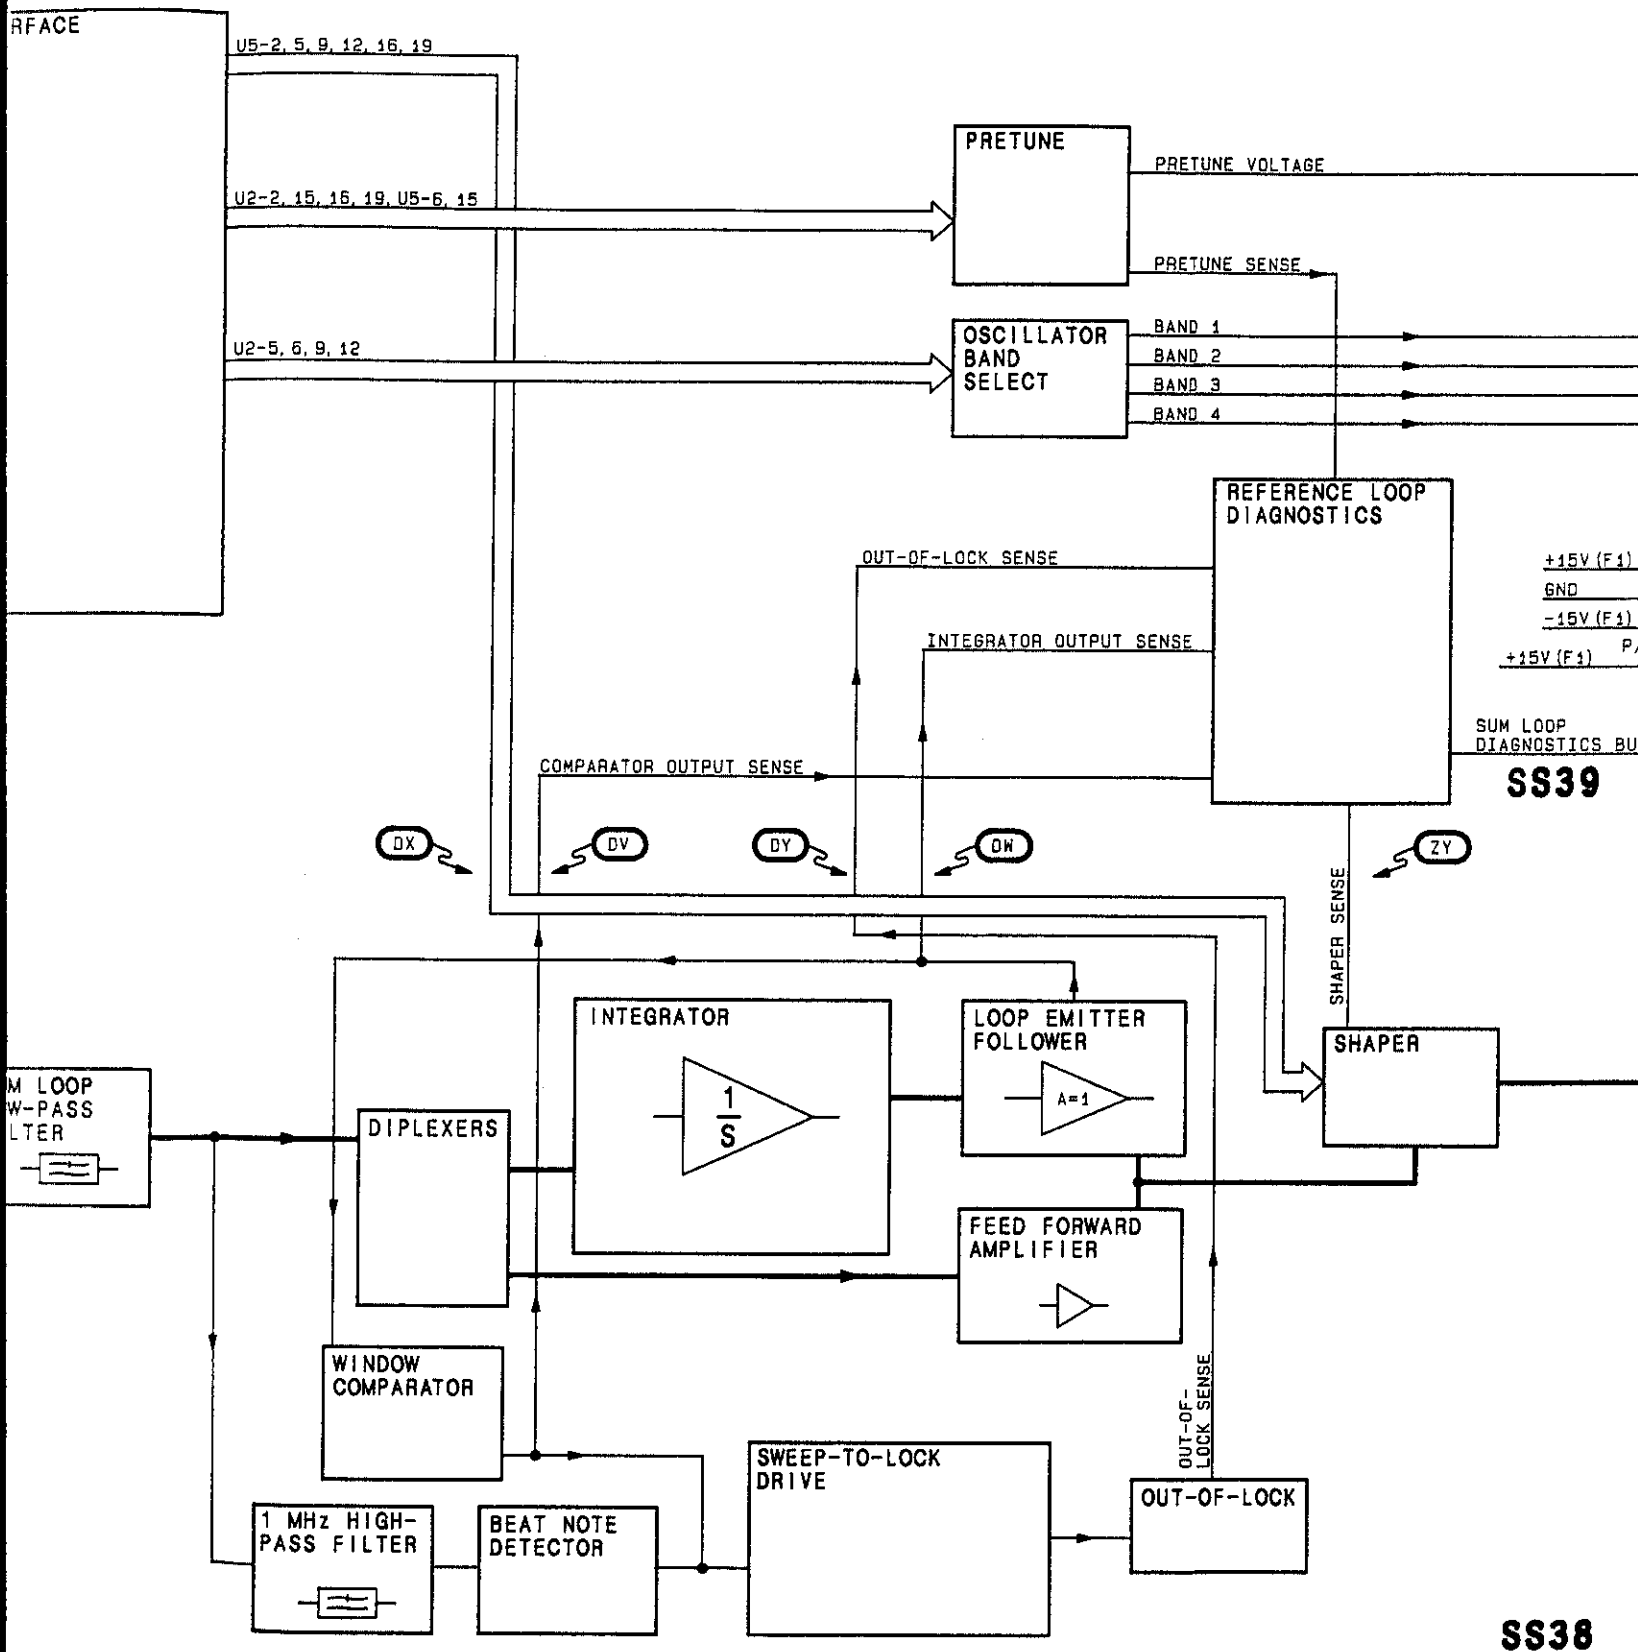 RFACE
U5-2, 5, 9, 12, 16, 19
PRETUNE
PRETUNE VOLTAGE
U2-2, 15, 16, 19, U5-6, 15
PRETUNE SENSE
OSCILLATOR
BAND
SELECT
BAND 1
BAND 2
BAND 3
BAND 4
U2-5, 6, 9, 12
REFERENCE LOOP
DIAGNOSTICS
OUT-OF-LOCK SENSE
+15V (F1)
GND
-15V (F1)
P/
+15V (F1)
INTEGRATOR OUTPUT SENSE
SUM LOOP
DIAGNOSTICS BU
SS39
COMPARATOR OUTPUT SENSE
DX
DV
DY
DW
ZY
SHAPER SENSE
INTEGRATOR
1
S
LOOP EMITTER
FOLLOWER
A=1
SHAPER
M LOOP
W-PASS
LTER
DIPLEXERS
FEED FORWARD
AMPLIFIER
WINDOW
COMPARATOR
OUT-OF-
LOCK SENSE
SWEEP-TO-LOCK
DRIVE
OUT-OF-LOCK
1 MHz HIGH-
PASS FILTER
BEAT NOTE
DETECTOR
SS38